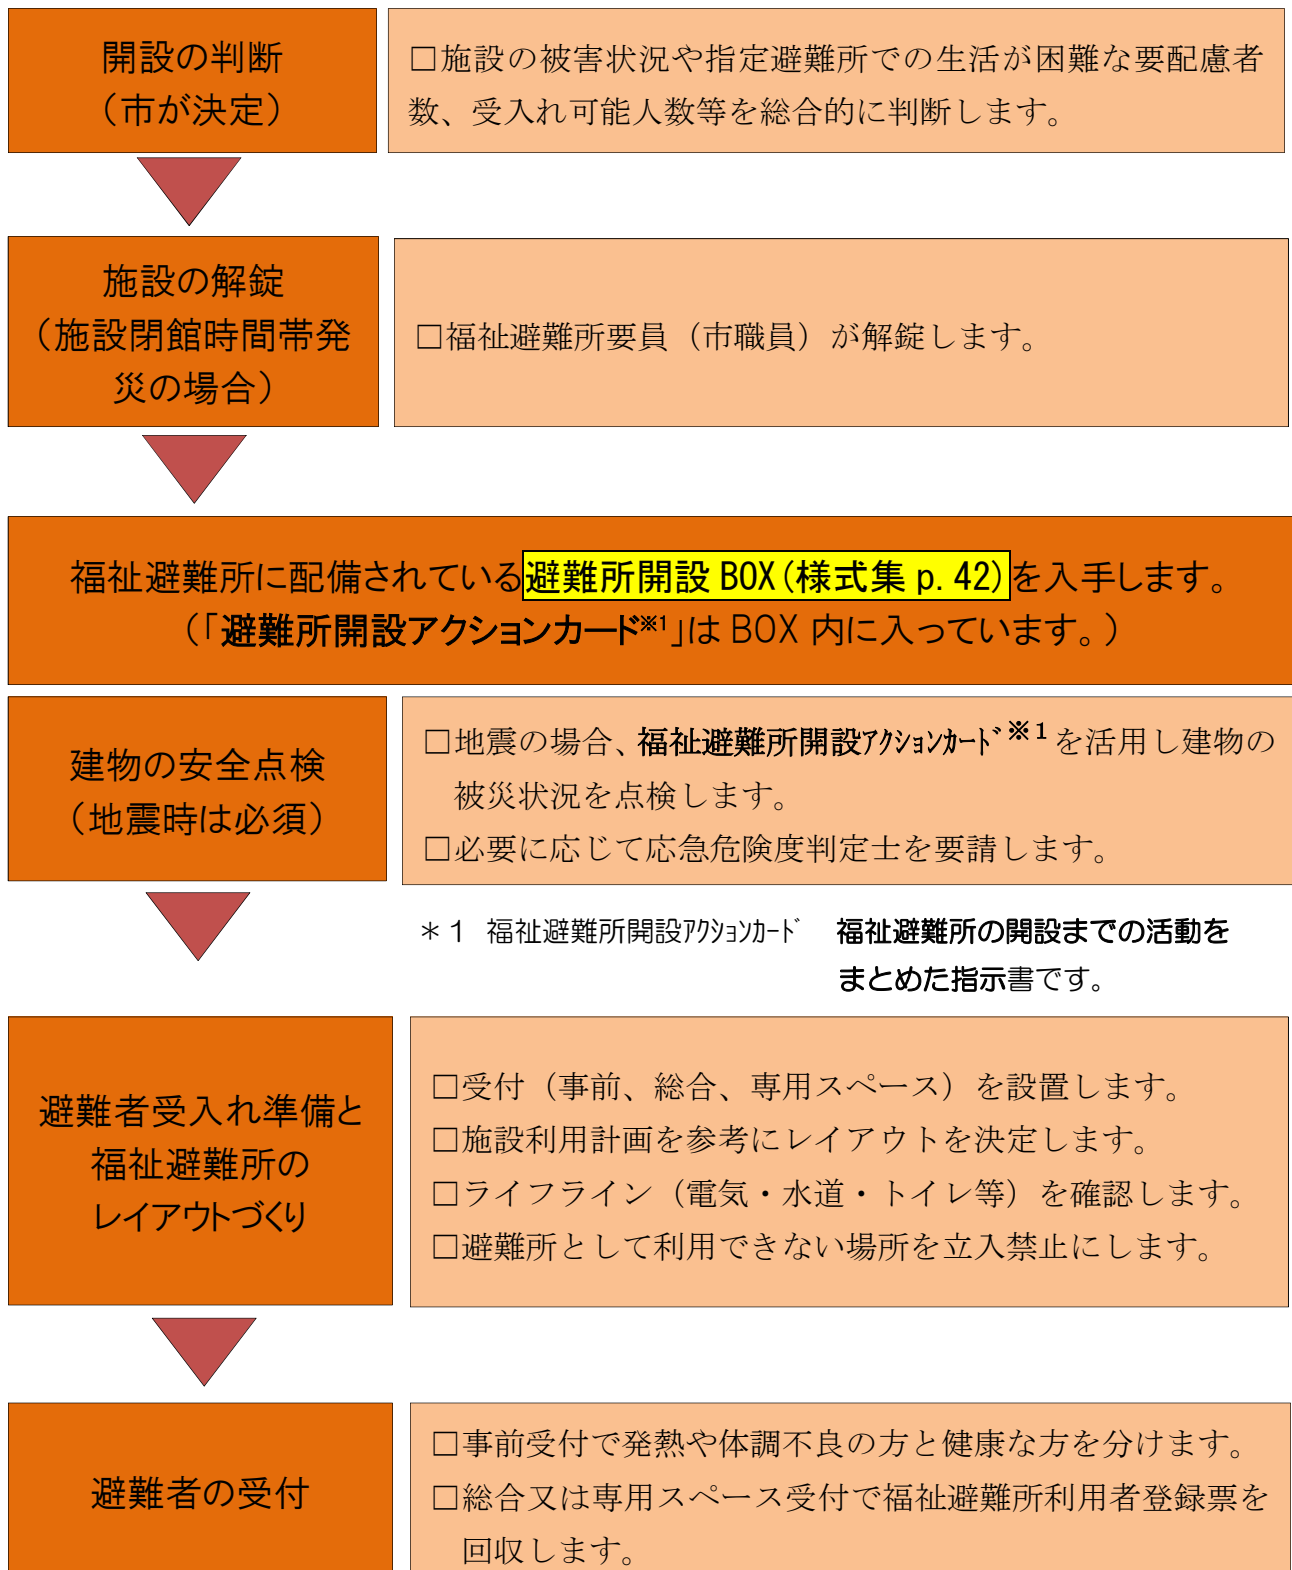 開設の判断
（市が決定）
□施設の被害状況や指定避難所での生活が困難な要配慮者
数、受入れ可能人数等を総合的に判断します。
施設の解錠
（施設閉館時間帯発
災の場合）
□福祉避難所要員（市職員）が解錠します。
福祉避難所に配備されている避難所開設 BOX(様式集 p.42)を入手します。
（「避難所開設アクションカード※1」は BOX 内に入っています。）
建物の安全点検
（地震時は必須）
□地震の場合、福祉避難所開設ｱｸｼｮﾝｶｰﾄﾞ※1を活用し建物の
被災状況を点検します。
□必要に応じて応急危険度判定士を要請します。
＊１ 福祉避難所開設ｱｸｼｮﾝｶｰﾄﾞ 福祉避難所の開設までの活動を
まとめた指示書です。
避難者受入れ準備と
福祉避難所の
レイアウトづくり
□受付（事前、総合、専用スペース）を設置します。
□施設利用計画を参考にレイアウトを決定します。
□ライフライン（電気・水道・トイレ等）を確認します。
□避難所として利用できない場所を立入禁止にします。
避難者の受付
□事前受付で発熱や体調不良の方と健康な方を分けます。
□総合又は専用スペース受付で福祉避難所利用者登録票を
回収します。